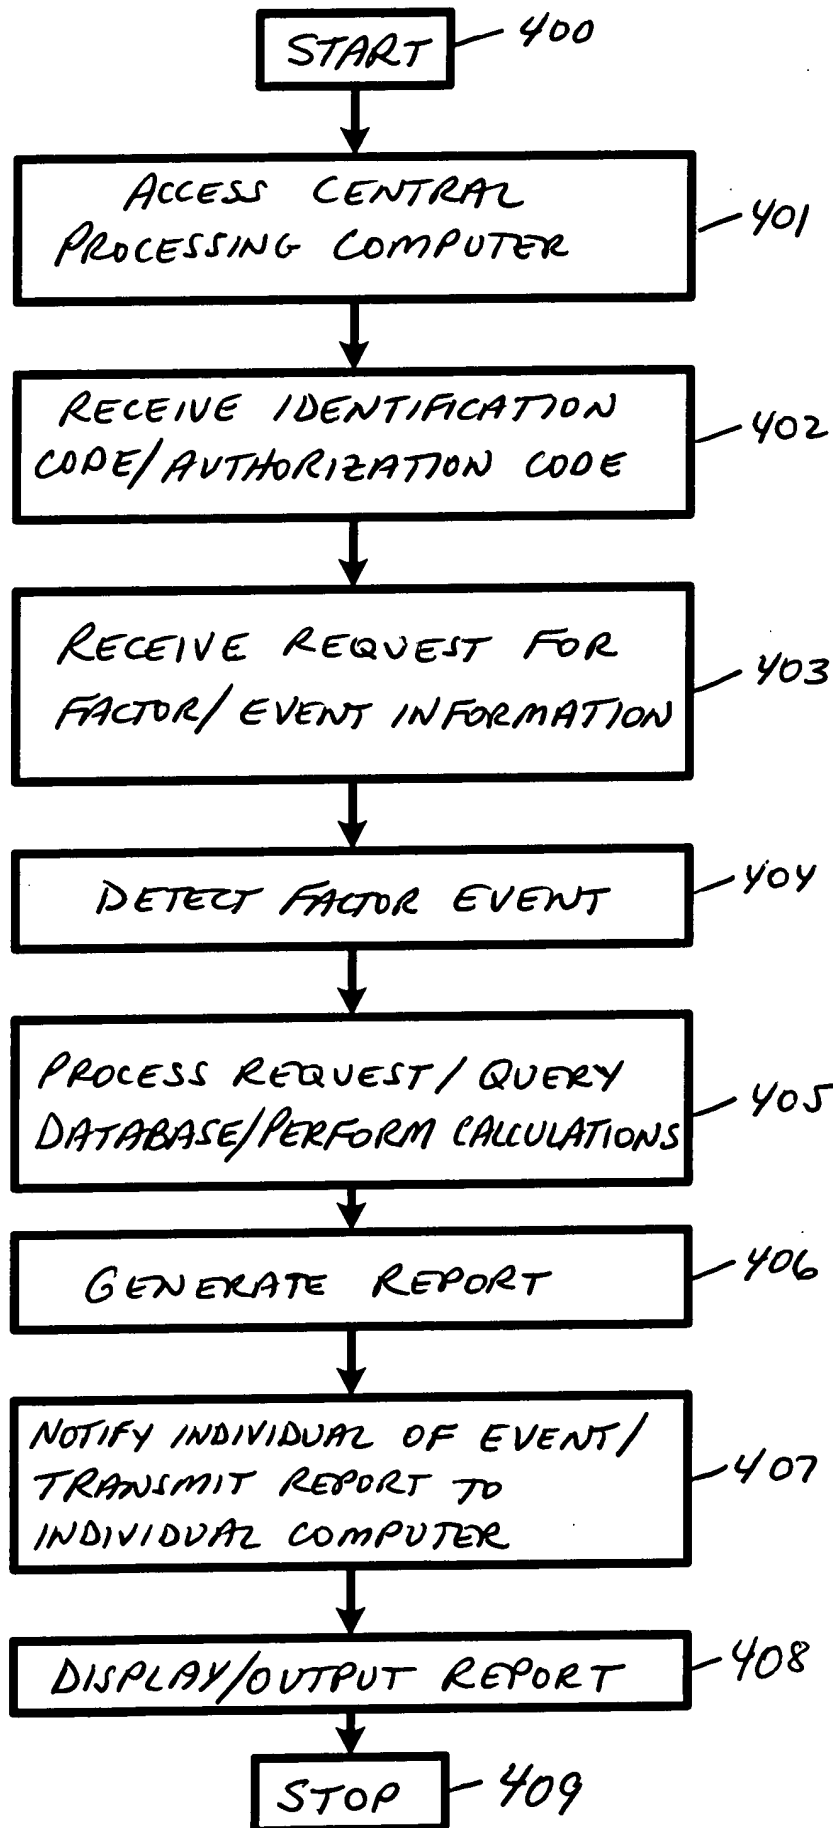 START
400
ACCESS CENTRAL
PROCESSING COMPUTER
401
RECEIVE IDENTIFICATION
CODE/AUTHORIZATION CODE
402
RECEIVE REQUEST FOR
FACTOR/EVENT INFORMATION
403
DETECT FACTOR EVENT
404
PROCESS REQUEST/QUERY
DATABASE/PERFORM CALCULATIONS
405
GENERATE REPORT
406
NOTIFY INDIVIDUAL OF EVENT/
TRANSMIT REPORT TO
INDIVIDUAL COMPUTER
407
DISPLAY/OUTPUT REPORT
408
STOP
409